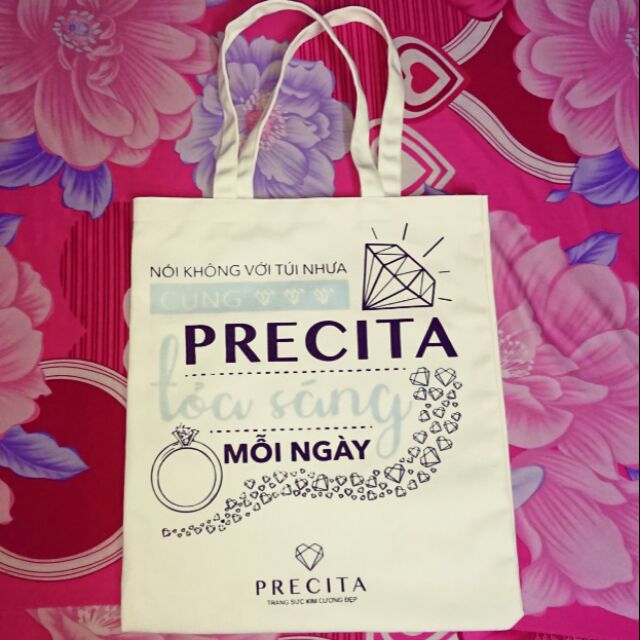 NÓI KHÔNG VỚI TÚI NHỰA
CÙNG
PRECITA
tỏa sáng
MỖI NGÀY
PRECITA
TRANG SỨC KIM CƯƠNG ĐẸP